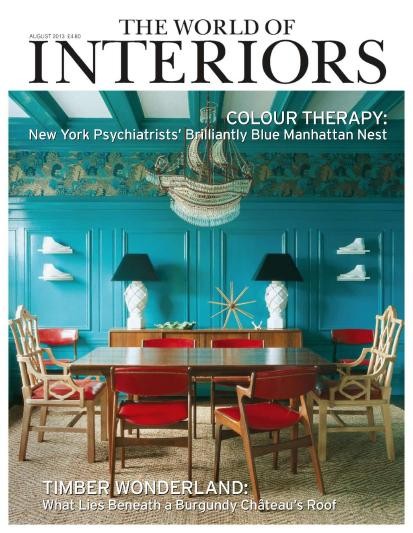 THE WORLD OF
INTERIORS
AUGUST 2013 £4.60
COLOUR THERAPY:
New York Psychiatrists' Brilliantly Blue Manhattan Nest
TIMBER WONDERLAND:
What Lies Beneath a Burgundy Château's Roof